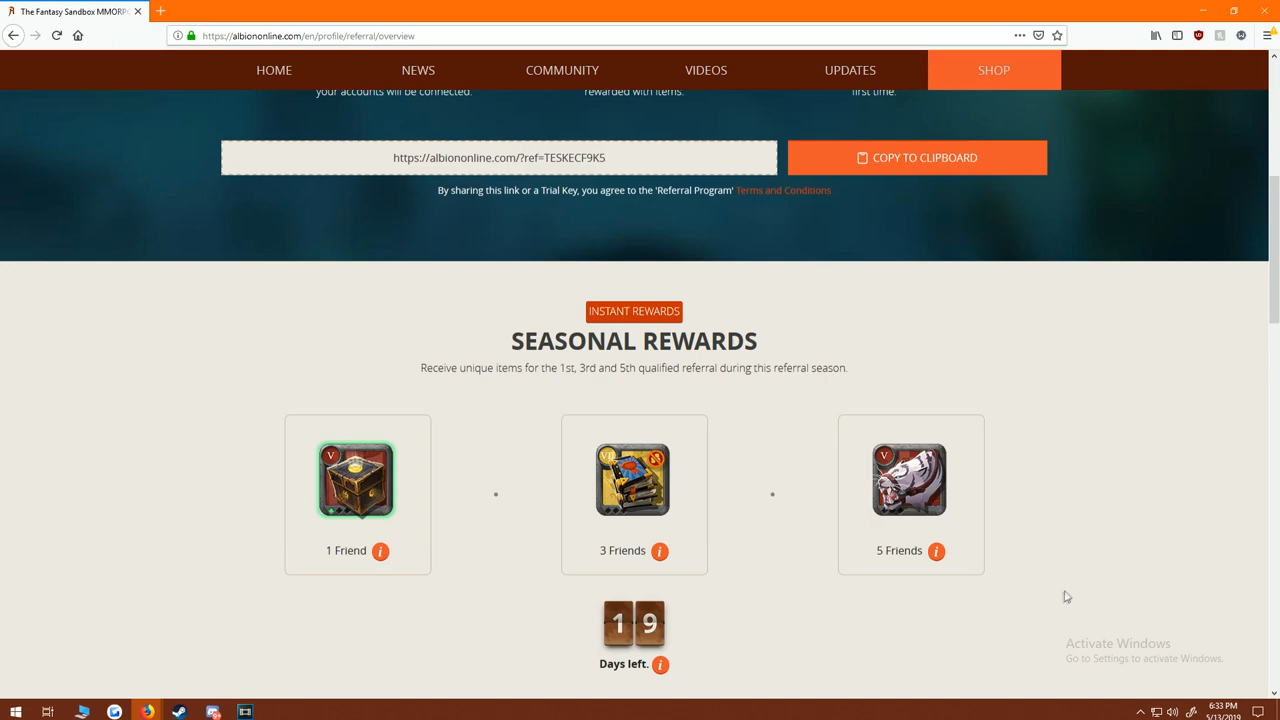 The Fantasy Sandbox MMORPG
https://albiononline.com/en/profile/referral/overview
HOME NEWS COMMUNITY VIDEOS UPDATES SHOP
your accounts will be connected. rewarded with items. first time.
https://albiononline.com/?ref=TESKECF9K5 COPY TO CLIPBOARD
By sharing this link or a Trial Key, you agree to the 'Referral Program' Terms and Conditions
INSTANT REWARDS
SEASONAL REWARDS
Receive unique items for the 1st, 3rd and 5th qualified referral during this referral season.
V VII V
1 Friend i 3 Friends i 5 Friends i
1 9
Days left. i
Activate Windows
Go to Settings to activate Windows.
6:33 PM
5/13/2019